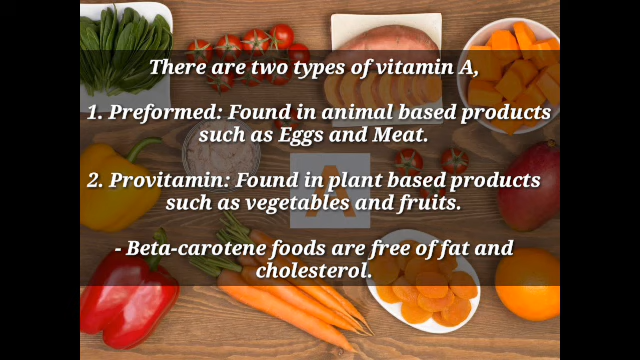 There are two types of vitamin A,
1. Preformed: Found in animal based products
such as Eggs and Meat.
A
2. Provitamin: Found in plant based products
such as vegetables and fruits.
- Beta-carotene foods are free of fat and
cholesterol.